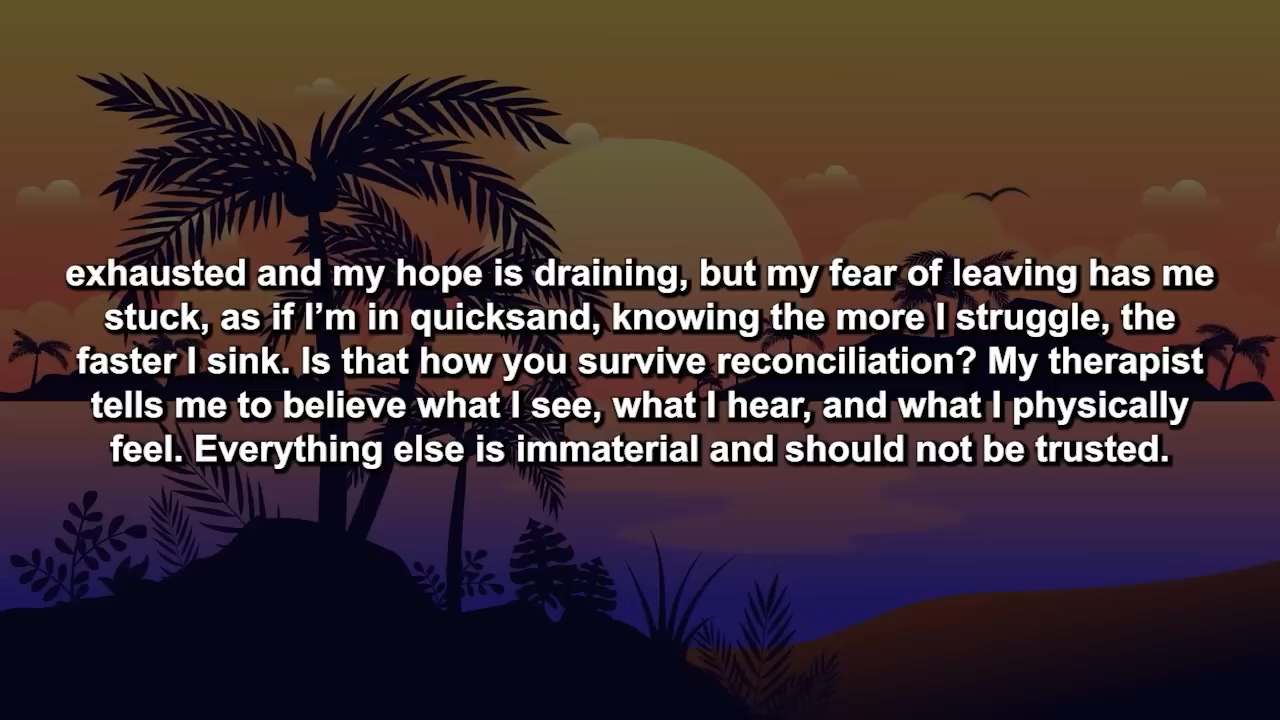 exhausted and my hope is draining, but my fear of leaving has me
stuck, as if I’m in quicksand, knowing the more I struggle, the
faster I sink. Is that how you survive reconciliation? My therapist
tells me to believe what I see, what I hear, and what I physically
feel. Everything else is immaterial and should not be trusted.